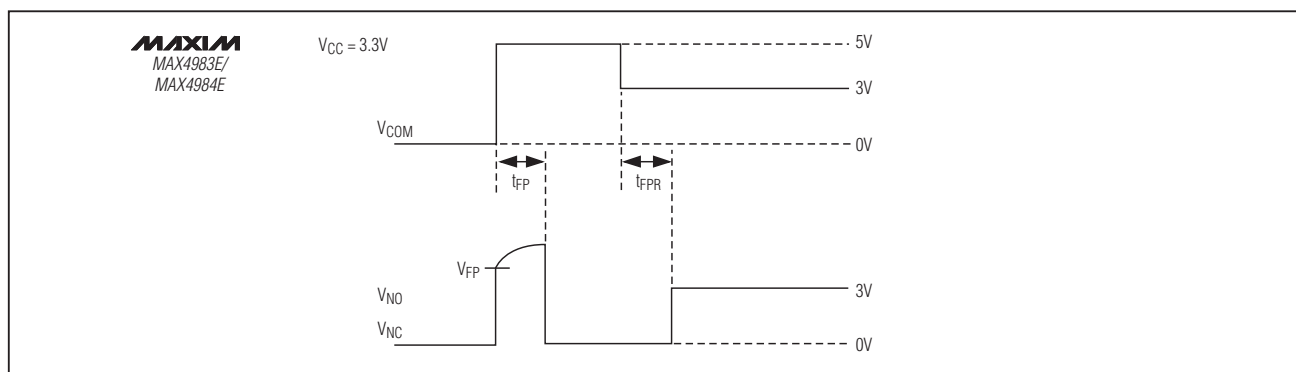 MAXIM
MAX4983E/
MAX4984E
VCC = 3.3V
5V
3V
VCOM
0V
tFP
tFPR
VFP
VNO
3V
VNC
0V